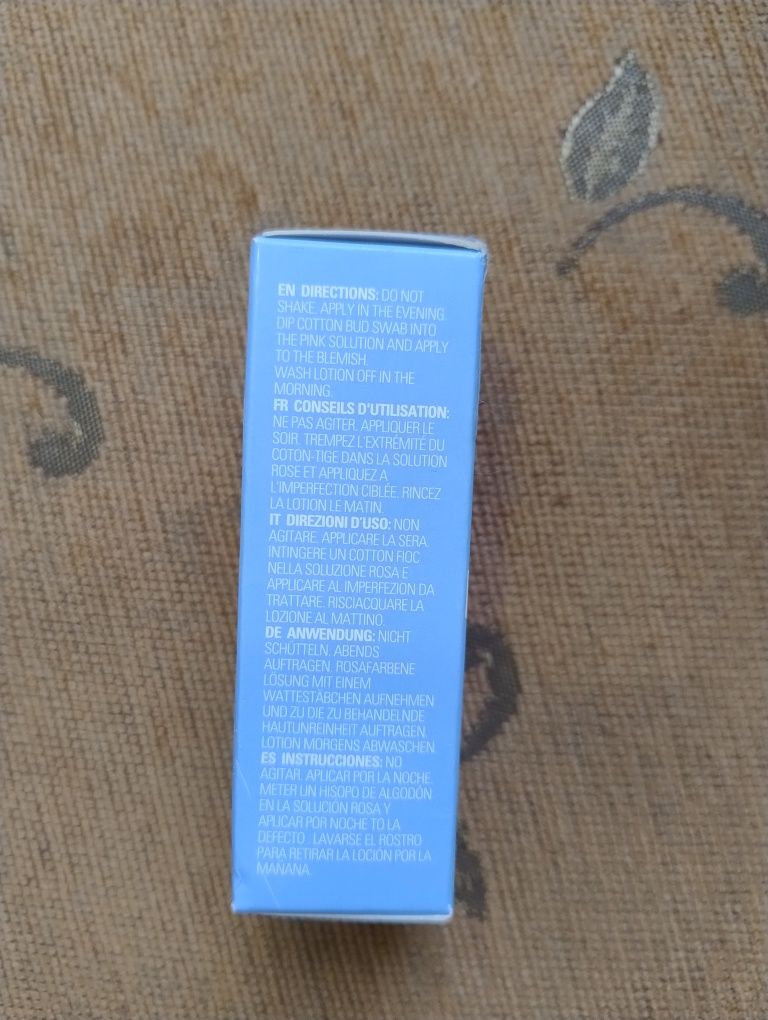 EN DIRECTIONS: DO NOT
SHAKE. APPLY IN THE EVENING.
DIP COTTON BUD SWAB INTO
THE PINK SOLUTION AND APPLY
TO THE BLEMISH.
WASH LOTION OFF IN THE
MORNING.
FR CONSEILS D'UTILISATION:
NE PAS AGITER. APPLIQUER LE
SOIR. TREMPEZ L'EXTRÉMITÉ DU
COTON-TIGE DANS LA SOLUTION
ROSE ET APPLIQUEZ A
L'IMPERFECTION CIBLÉE. RINCEZ
LA LOTION LE MATIN.
IT DIREZIONI D'USO: NON
AGITARE. APPLICARE LA SERA.
INTINGERE UN COTTON FIOC
NELLA SOLUZIONE ROSA E
APPLICARE AL IMPERFEZION DA
TRATTARE. RISCIACQUARE LA
LOZIONE AL MATTINO.
DE ANWENDUNG: NICHT
SCHÜTTELN. ABENDS
AUFTRAGEN. ROSAFARBENE
LÖSUNG MIT EINEM
WATTESTÄBCHEN AUFNEHMEN
UND ZU DIE ZU BEHANDELNDE
HAUTUNREINHEIT AUFTRAGEN.
LOTION MORGENS ABWASCHEN.
ES INSTRUCCIONES: NO
AGITAR. APLICAR POR LA NOCHE.
METER UN HISOPO DE ALGODÓN
EN LA SOLUCIÓN ROSA Y
APLICAR POR NOCHE TO LA
DEFECTO . LAVARSE EL ROSTRO
PARA RETIRAR LA LOCIÓN POR LA
MAÑANA.